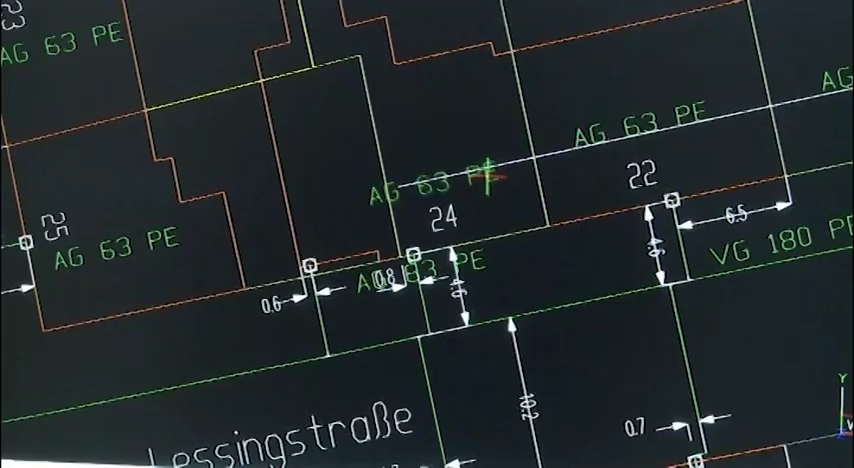 23
AG 63 PE
AG
AG 63 PE
AG 63 PE
22
24
25
6.5
AG 63 PE
4.6
VG 180 PE
AG 63 PE
0.8
4.6
0.6
10.2
Lessingstraße
0.7
Y